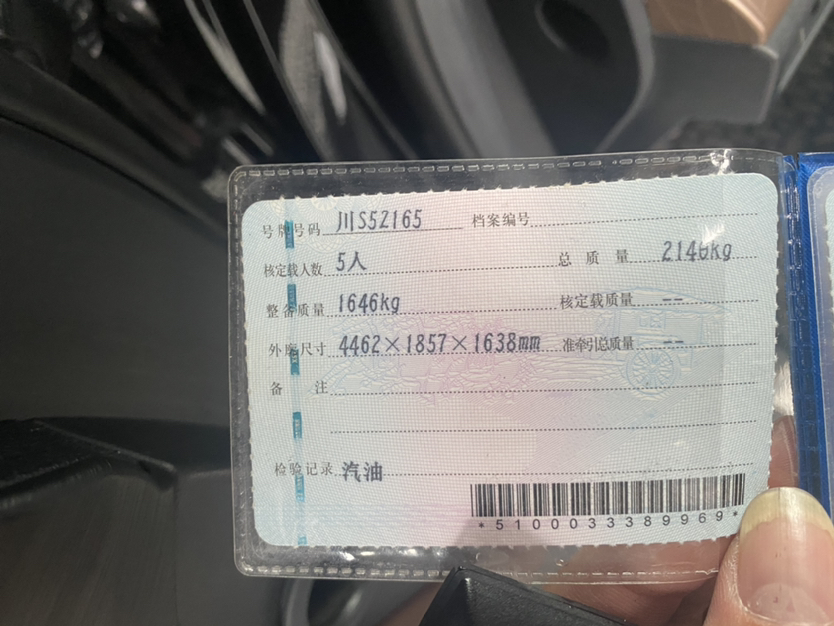 号牌号码 川S52165 档案编号
核定载人数 5人 总质量 2140kg
整备质量 1646kg 核定载质量 --
外廓尺寸 4462×1857×1638mm 准牵引总质量 --
备注
检验记录 汽油
*5100033389969*